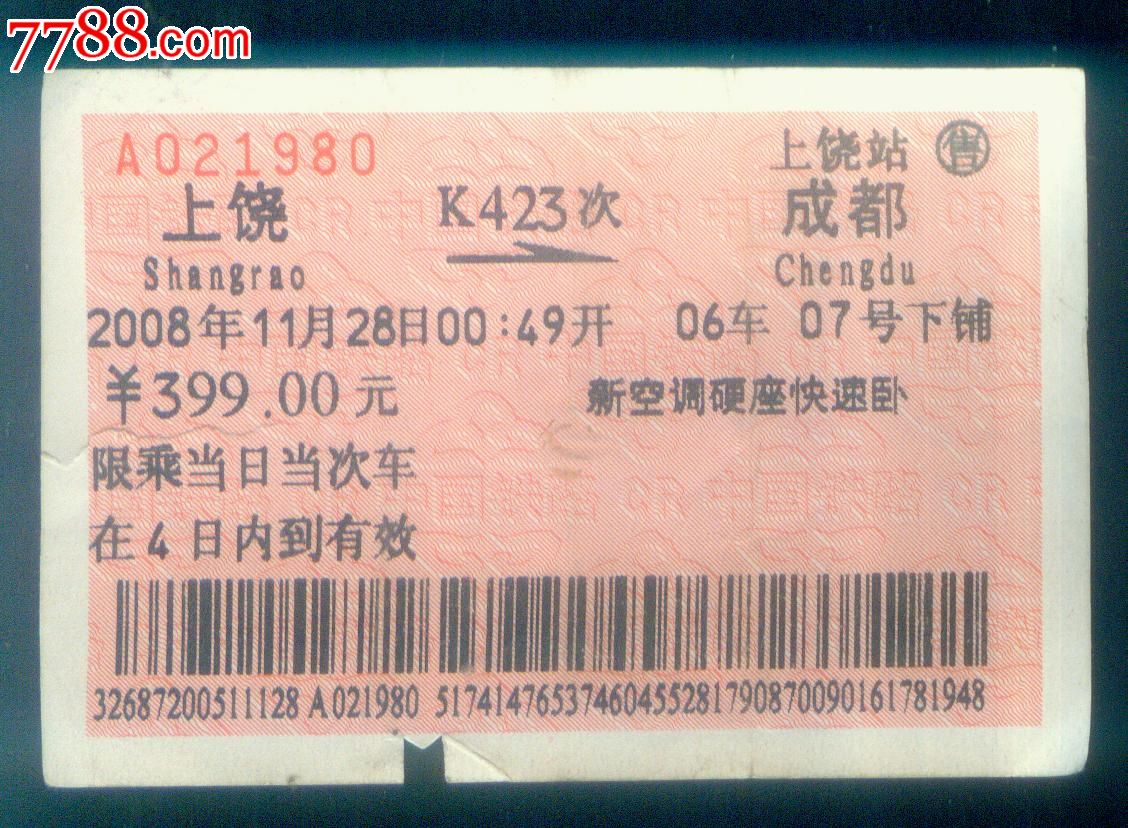 7788.com
A021980
上饶站 售
上饶 K423次 成都
Shangrao Chengdu
2008年11月28日00:49开 06车 07号下铺
¥399.00元 新空调硬座快速卧
限乘当日当次车
在4日内到有效
32687200511128 A021980 5174147653746045528179087009016178194​8